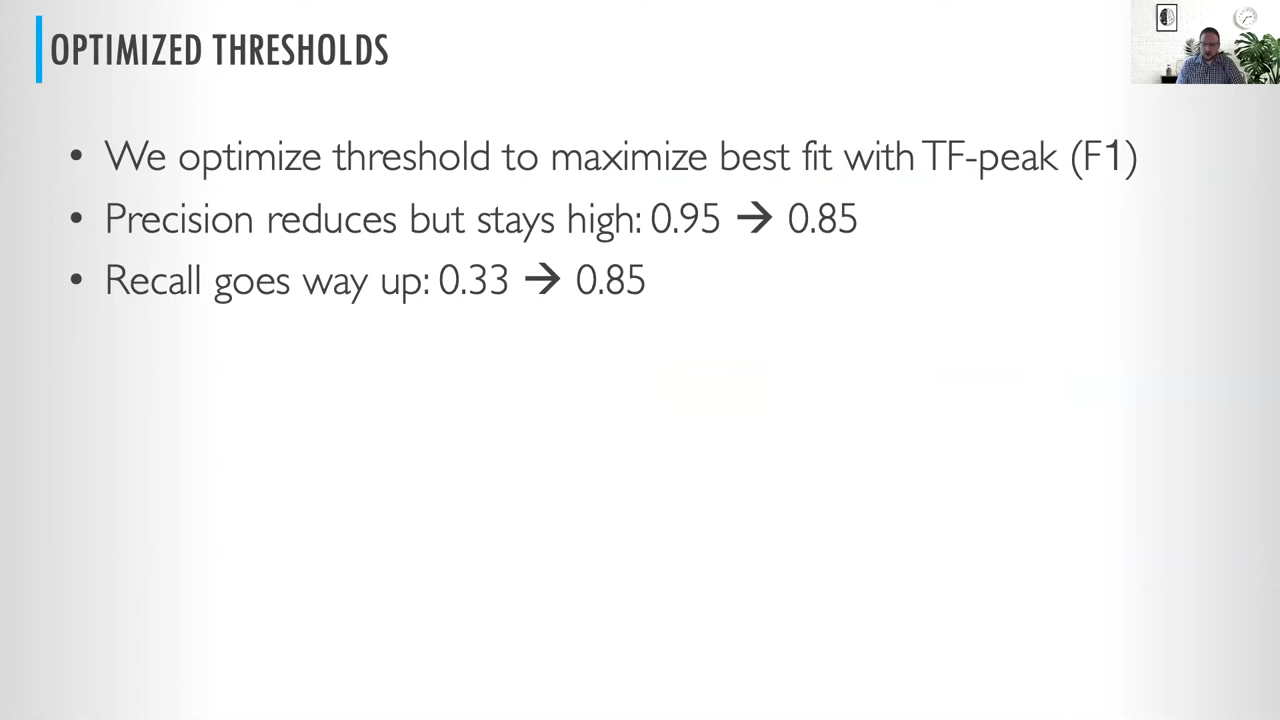 OPTIMIZED THRESHOLDS
• We optimize threshold to maximize best fit with TF-peak (F1)
• Precision reduces but stays high: 0.95 → 0.85
• Recall goes way up: 0.33 → 0.85